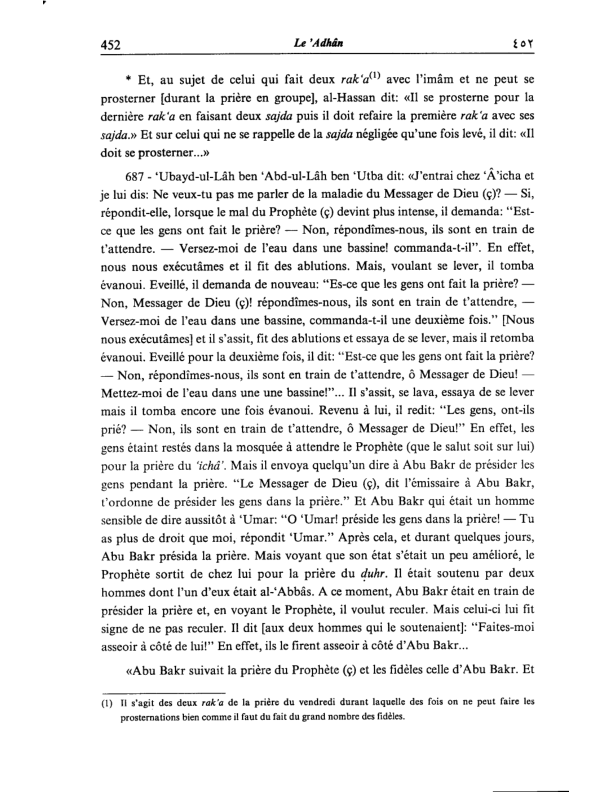 452 Le 'Adhân ٤٥٢
* Et, au sujet de celui qui fait deux rak'a(1) avec l'imâm et ne peut se
prosterner [durant la prière en groupe], al-Hassan dit: «Il se prosterne pour la
dernière rak'a en faisant deux sajda puis il doit refaire la première rak'a avec ses
sajda.» Et sur celui qui ne se rappelle de la sajda négligée qu'une fois levé, il dit: «Il
doit se prosterner...»
687 - 'Ubayd-ul-Lâh ben 'Abd-ul-Lâh ben 'Utba dit: «J'entrai chez 'Â'icha et
je lui dis: Ne veux-tu pas me parler de la maladie du Messager de Dieu (ç)? — Si,
répondit-elle, lorsque le mal du Prophète (ç) devint plus intense, il demanda: "Est-
ce que les gens ont fait le prière? — Non, répondîmes-nous, ils sont en train de
t'attendre. — Versez-moi de l'eau dans une bassine! commanda-t-il". En effet,
nous nous exécutâmes et il fit des ablutions. Mais, voulant se lever, il tomba
évanoui. Eveillé, il demanda de nouveau: "Es-ce que les gens ont fait la prière? —
Non, Messager de Dieu (ç)! répondîmes-nous, ils sont en train de t'attendre, —
Versez-moi de l'eau dans une bassine, commanda-t-il une deuxième fois." [Nous
nous exécutâmes] et il s'assit, fit des ablutions et essaya de se lever, mais il retomba
évanoui. Eveillé pour la deuxième fois, il dit: "Est-ce que les gens ont fait la prière?
— Non, répondîmes-nous, ils sont en train de t'attendre, ô Messager de Dieu! —
Mettez-moi de l'eau dans une une bassine!"... Il s'assit, se lava, essaya de se lever
mais il tomba encore une fois évanoui. Revenu à lui, il redit: "Les gens, ont-ils
prié? — Non, ils sont en train de t'attendre, ô Messager de Dieu!" En effet, les
gens étaint restés dans la mosquée à attendre le Prophète (que le salut soit sur lui)
pour la prière du 'ichâ'. Mais il envoya quelqu'un dire à Abu Bakr de présider les
gens pendant la prière. "Le Messager de Dieu (ç), dit l'émissaire à Abu Bakr,
t'ordonne de présider les gens dans la prière." Et Abu Bakr qui était un homme
sensible de dire aussitôt à 'Umar: "O 'Umar! préside les gens dans la prière! — Tu
as plus de droit que moi, répondit 'Umar." Après cela, et durant quelques jours,
Abu Bakr présida la prière. Mais voyant que son état s'était un peu amélioré, le
Prophète sortit de chez lui pour la prière du ḍuhr. Il était soutenu par deux
hommes dont l'un d'eux était al-'Abbâs. A ce moment, Abu Bakr était en train de
présider la prière et, en voyant le Prophète, il voulut reculer. Mais celui-ci lui fit
signe de ne pas reculer. Il dit [aux deux hommes qui le soutenaient]: "Faites-moi
asseoir à côté de lui!" En effet, ils le firent asseoir à côté d'Abu Bakr...
«Abu Bakr suivait la prière du Prophète (ç) et les fidèles celle d'Abu Bakr. Et
(1) Il s'agit des deux rak'a de la prière du vendredi durant laquelle des fois on ne peut faire les
prosternations bien comme il faut du fait du grand nombre des fidèles.